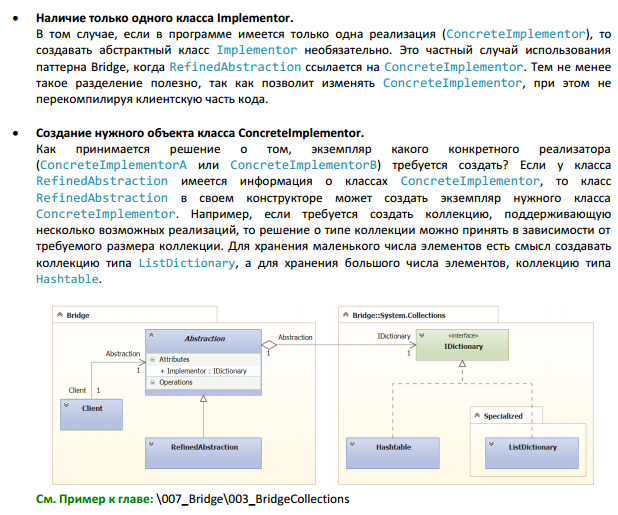 • Наличие только одного класса Implementor.
В том случае, если в программе имеется только одна реализация (ConcreteImplementor), то
создавать абстрактный класс Implementor необязательно. Это частный случай использования
паттерна Bridge, когда RefinedAbstraction ссылается на ConcreteImplementor. Тем не менее
такое разделение полезно, так как позволит изменять ConcreteImplementor, при этом не
перекомпилируя клиентскую часть кода.
• Создание нужного объекта класса ConcreteImplementor.
Как принимается решение о том, экземпляр какого конкретного реализатора
(ConcreteImplementorA или ConcreteImplementorB) требуется создать? Если у класса
RefinedAbstraction имеется информация о классах ConcreteImplementor, то класс
RefinedAbstraction в своем конструкторе может создать экземпляр нужного класса
ConcreteImplementor. Например, если требуется создать коллекцию, поддерживающую
несколько возможных реализаций, то решение о типе коллекции можно принять в зависимости от
требуемого размера коллекции. Для хранения маленького числа элементов есть смысл создавать
коллекцию типа ListDictionary, а для хранения большого числа элементов, коллекцию типа
Hashtable.
Bridge
Abstraction
Attributes
+ Implementor : IDictionary
Operations
Abstraction
1
Abstraction
1
Client 1
Client
RefinedAbstraction
Bridge::System.Collections
IDictionary
1
«interface»
IDictionary
Specialized
Hashtable
ListDictionary
См. Пример к главе: \007_Bridge\003_BridgeCollections